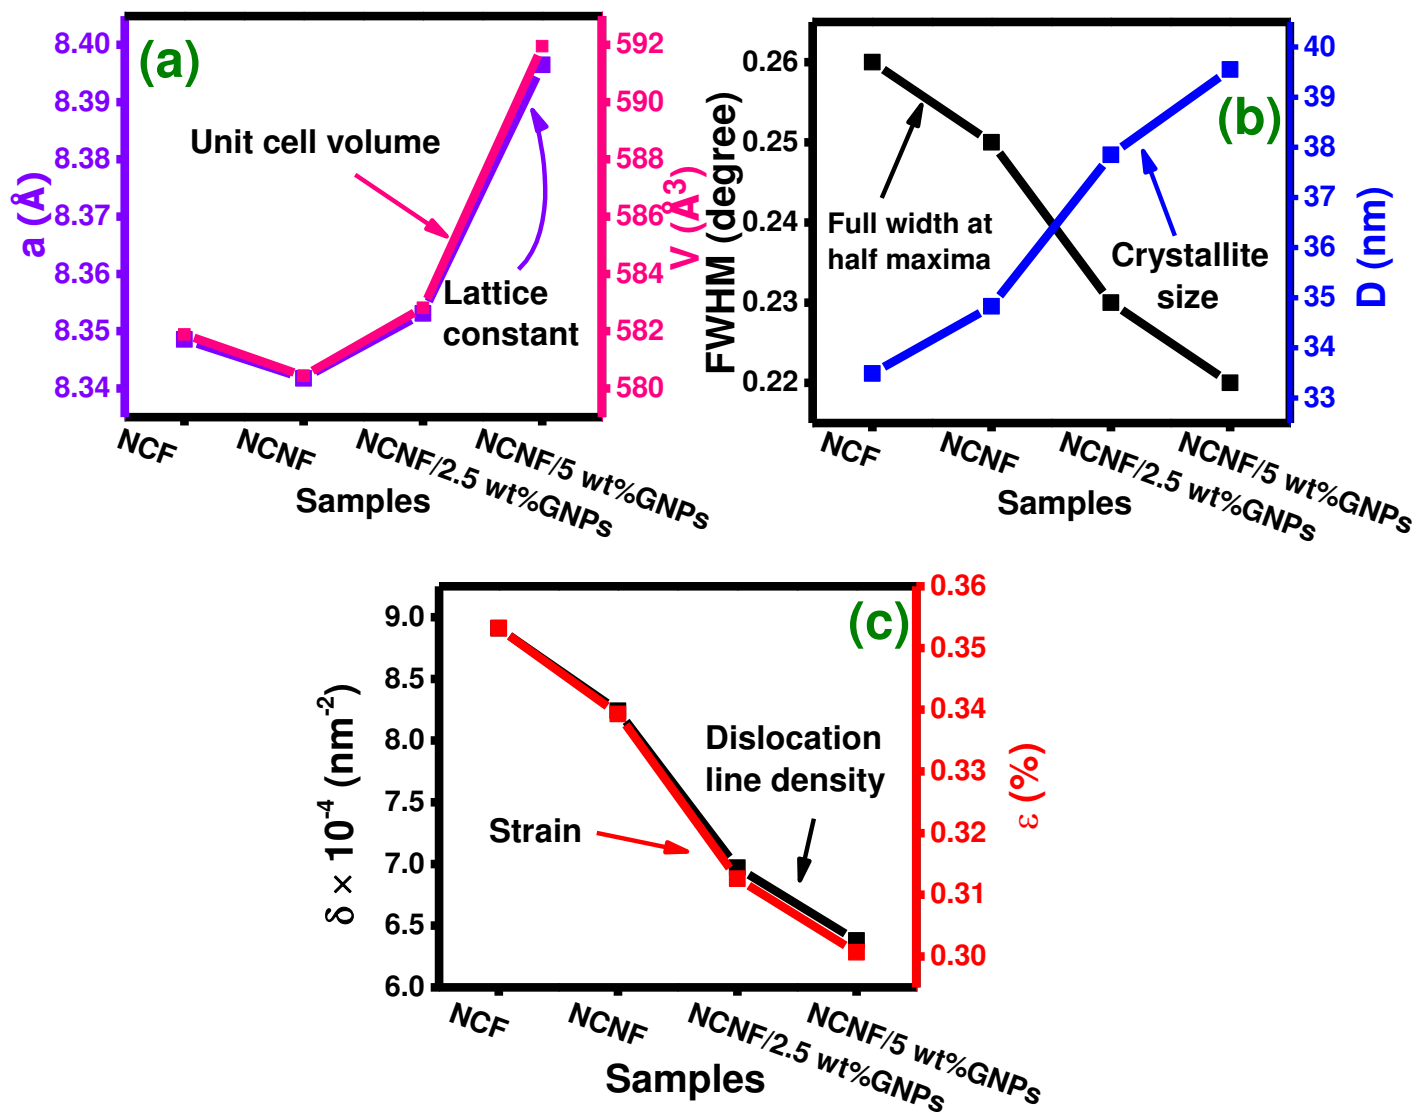 (a)
8.40
8.39
8.38
8.37
8.36
8.35
8.34
a (Å)
Unit cell volume
Lattice
constant
592
590
588
586
584
582
580
V (Å³)
NCF
NCNF
NCNF/2.5 wt%GNPs
NCNF/5 wt%GNPs
Samples
(b)
0.26
0.25
0.24
0.23
0.22
FWHM (degree)
Full width at
half maxima
Crystallite
size
40
39
38
37
36
35
34
33
D (nm)
NCF
NCNF
NCNF/2.5 wt%GNPs
NCNF/5 wt%GNPs
Samples
(c)
9.0
8.5
8.0
7.5
7.0
6.5
6.0
δ × 10⁻⁴ (nm⁻²)
Dislocation
line density
Strain
0.36
0.35
0.34
0.33
0.32
0.31
0.30
ε (%)
NCF
NCNF
NCNF/2.5 wt%GNPs
NCNF/5 wt%GNPs
Samples